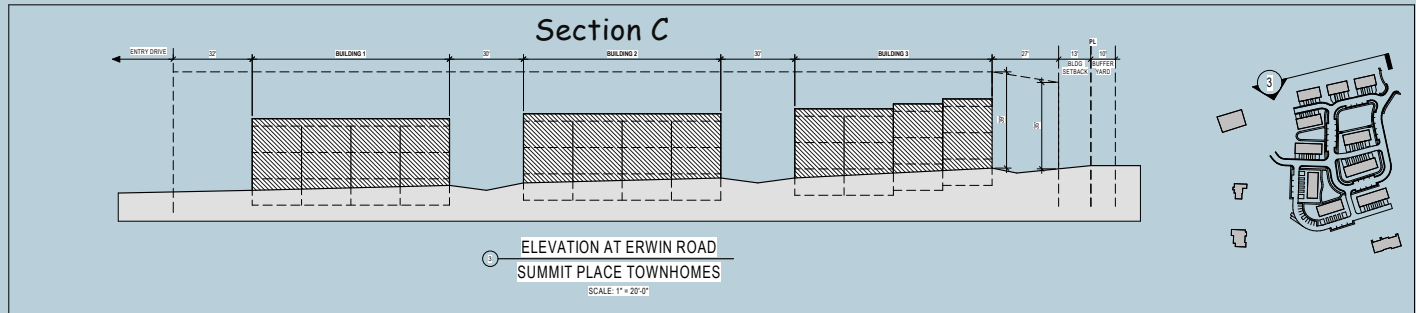 Section C
ENTRY DRIVE
32'
BUILDING 1
30'
BUILDING 2
30'
BUILDING 3
27'
13'
BLDG
SETBACK
PL
10'
BUFFER
YARD
3
3
ELEVATION AT ERWIN ROAD
SUMMIT PLACE TOWNHOMES
SCALE: 1" = 20'-0"